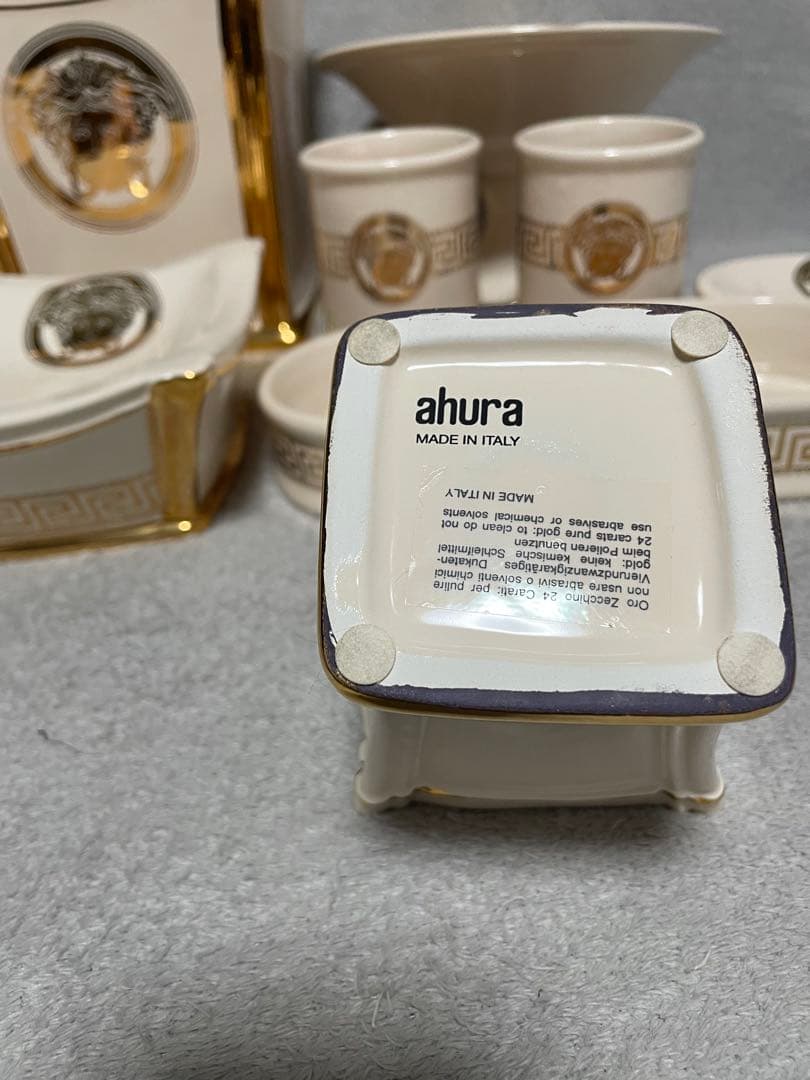 ahura
MADE IN ITALY
Oro Zecchino 24 Carati: per pulire
non usare abrasivi o solventi chimici
Vierundzwanzigkarätiges Dukaten-
gold: keine kemische Schleifmittel
beim Polieren benutzen
24 carats pure gold: to clean do not
use abrasives or chemical solvents
MADE IN ITALY